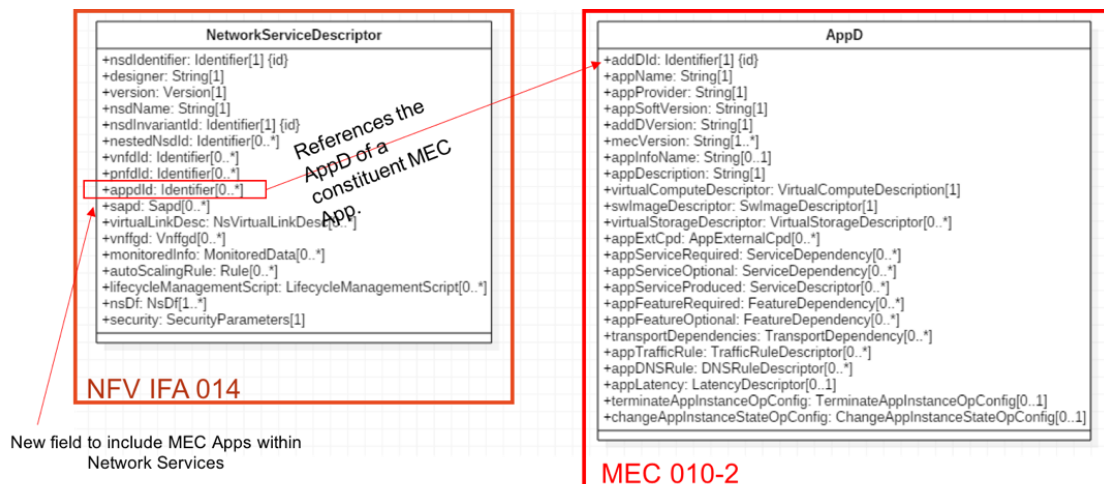 NetworkServiceDescriptor
+nsdIdentifier: Identifier[1] {id}
+designer: String[1]
+version: Version[1]
+nsdName: String[1]
+nsdInvariantId: Identifier[1] {id}
+nestedNsdId: Identifier[0..*]
+vnfdId: Identifier[0..*]
+pnfdId: Identifier[0..*]
+appdId: Identifier[0..*]
+sapd: Sapd[0..*]
+virtualLinkDesc: NsVirtualLinkDesc[0..*]
+vnffgd: Vnffgd[0..*]
+monitoredInfo: MonitoredData[0..*]
+autoScalingRule: Rule[0..*]
+lifecycleManagementScript: LifecycleManagementScript[0..*]
+nsDf: NsDf[1..*]
+security: SecurityParameters[1]
NFV IFA 014
New field to include MEC Apps within
Network Services
References the
AppD of a
constituent MEC
App.
AppD
+addDId: Identifier[1] {id}
+appName: String[1]
+appProvider: String[1]
+appSoftVersion: String[1]
+addDVersion: String[1]
+mecVersion: String[1..*]
+appInfoName: String[0..1]
+appDescription: String[1]
+virtualComputeDescriptor: VirtualComputeDescription[1]
+swImageDescriptor: SwImageDescriptor[1]
+virtualStorageDescriptor: VirtualStorageDescriptor[0..*]
+appExtCpd: AppExternalCpd[0..*]
+appServiceRequired: ServiceDependency[0..*]
+appServiceOptional: ServiceDependency[0..*]
+appServiceProduced: ServiceDescriptor[0..*]
+appFeatureRequired: FeatureDependency[0..*]
+appFeatureOptional: FeatureDependency[0..*]
+transportDependencies: TransportDependency[0..*]
+appTrafficRule: TrafficRuleDescriptor[0..*]
+appDNSRule: DNSRuleDescriptor[0..*]
+appLatency: LatencyDescriptor[0..1]
+terminateAppInstanceOpConfig: TerminateAppInstanceOpConfig[0..1]
+changeAppInstanceStateOpConfig: ChangeAppInstanceStateOpConfig[0..1]
MEC 010-2